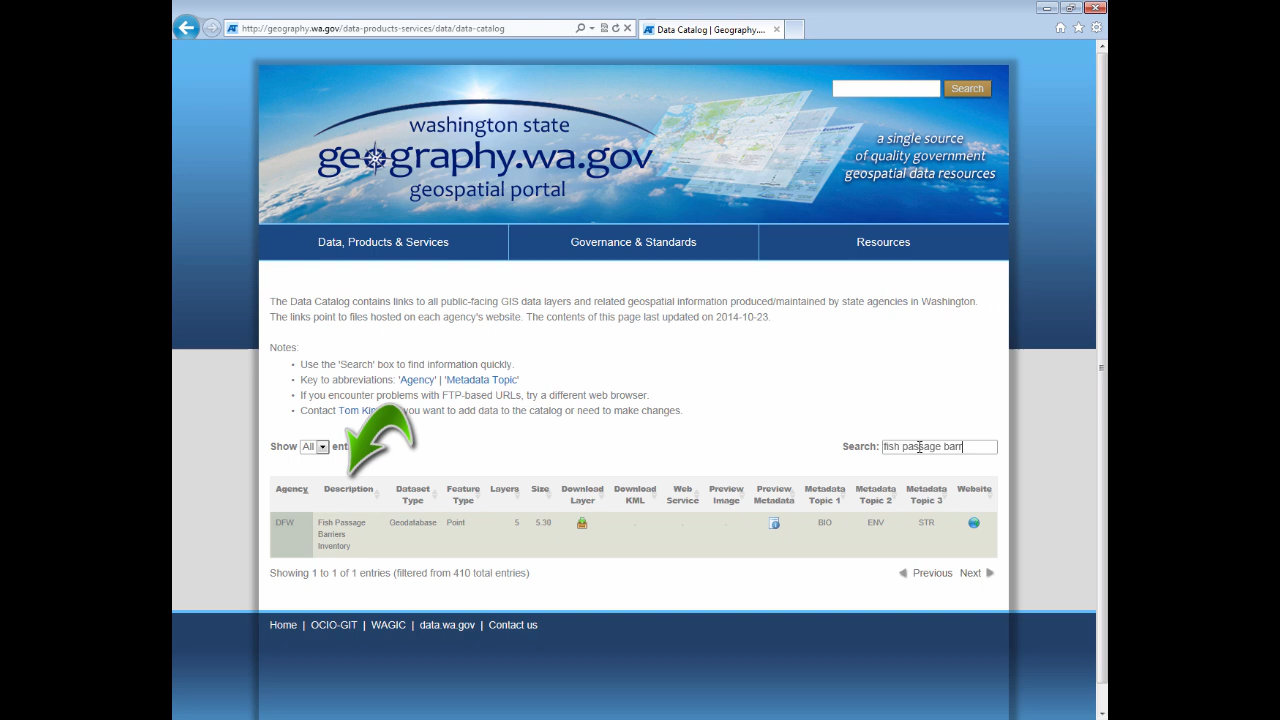 http://geography.wa.gov/data-products-services/data/data-catalog
Data Catalog | Geography....
Search
washington state
geography.wa.gov
geospatial portal
a single source
of quality government
geospatial data resources
Data, Products & Services
Governance & Standards
Resources
The Data Catalog contains links to all public-facing GIS data layers and related geospatial information produced/maintained by state agencies in Washington.
The links point to files hosted on each agency's website. The contents of this page last updated on 2014-10-23.
Notes:
• Use the 'Search' box to find information quickly.
• Key to abbreviations: 'Agency' | 'Metadata Topic'
• If you encounter problems with FTP-based URLs, try a different web browser.
• Contact Tom you want to add data to the catalog or need to make changes.
Show All
Search: fish passage barr
Agency Description Dataset Type Feature Type Layers Size Download Layer Download KML Web Service Preview Image Preview Metadata Metadata Topic 1 Metadata Topic 2 Metadata Topic 3 Website
DFW Fish Passage Barriers Inventory Geodatabase Point 5 5.30 . . . BIO ENV STR
Showing 1 to 1 of 1 entries (filtered from 410 total entries)
Previous Next
Home | OCIO-GIT | WAGIC | data.wa.gov | Contact us